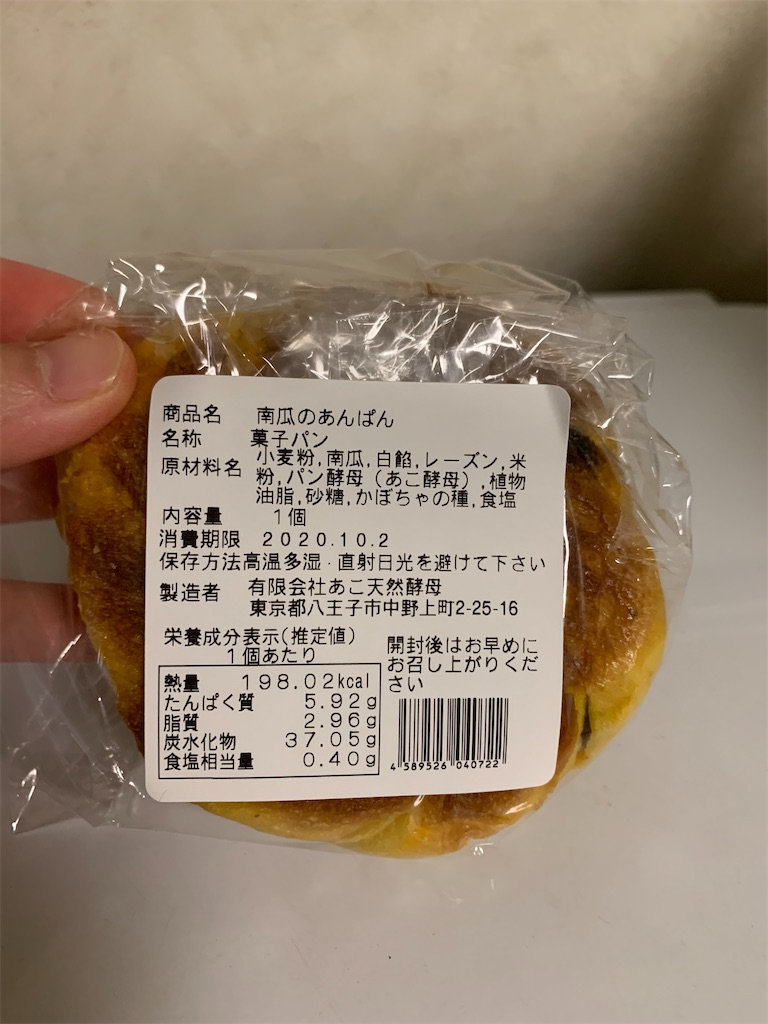 商品名 南瓜のあんぱん
名称 菓子パン
原材料名 小麦粉,南瓜,白餡,レーズン,米
粉,パン酵母(あこ酵母),植物
油脂,砂糖,かぼちゃの種,食塩
内容量 1個
消費期限 2020.10.2
保存方法高温多湿・直射日光を避けて下さい
製造者 有限会社あこ天然酵母
東京都八王子市中野上町2-25-16
栄養成分表示(推定値)
1個あたり
熱量 198.02kcal
たんぱく質 5.92g
脂質 2.96g
炭水化物 37.05g
食塩相当量 0.40g
開封後はお早めに
お召し上がりくだ
さい
4 589526 040722